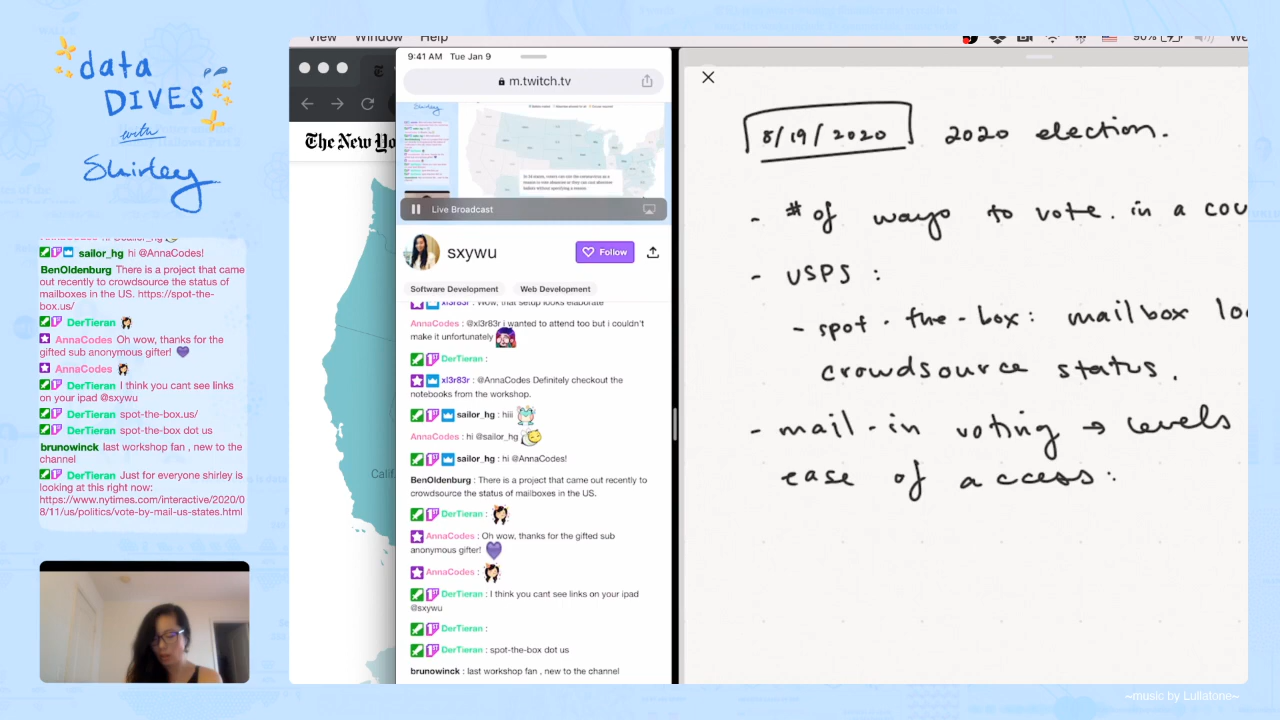 data
DIVES
with
Shirley
sailor_hg hi @AnnaCodes!
BenOldenburg There is a project that came
out recently to crowdsource the status of
mailboxes in the US. https://spot-the-
box.us/
DerTieran
AnnaCodes Oh wow, thanks for the
gifted sub anonymous gifter!
AnnaCodes
DerTieran I think you cant see links
on your ipad @sxywu
DerTieran spot-the-box.us/
DerTieran spot-the-box dot us
brunowinck last workshop fan , new to the
channel
DerTieran Just for everyone shirley is
looking at this right now:
https://www.nytimes.com/interactive/2020/0
8/11/us/politics/vote-by-mail-us-states.html
View Window Help
90%
We
The New Yo
Calif
9:41 AM Tue Jan 9
m.twitch.tv
Live Broadcast
sxywu
Follow
Software Development Web Development
xl3r83r : Wow, that setup looks elaborate
AnnaCodes : @xl3r83r i wanted to attend too but i couldn't
make it unfortunately
DerTieran :
xl3r83r : @AnnaCodes Definitely checkout the
notebooks from the workshop.
sailor_hg : hiii
AnnaCodes : hi @sailor_hg
sailor_hg : hi @AnnaCodes!
BenOldenburg : There is a project that came out recently to
crowdsource the status of mailboxes in the US.
DerTieran :
AnnaCodes : Oh wow, thanks for the gifted sub
anonymous gifter!
AnnaCodes :
DerTieran : I think you cant see links on your ipad
@sxywu
DerTieran :
DerTieran : spot-the-box dot us
brunowinck : last workshop fan , new to the channel
8/19/2020 2020 election.
- # of ways to vote. in a cou
- USPS :
- spot-the-box: mailbox lo
crowdsource status.
- mail-in voting → levels
ease of access:
~music by Lullatone~